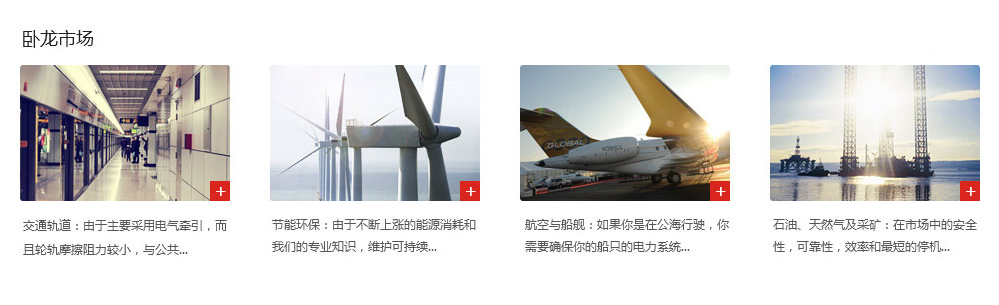 卧龙市场
GLOBAL
交通轨道：由于主要采用电气牵引，而
且轮轨摩擦阻力较小，与公共...
节能环保：由于不断上涨的能源消耗和
我们的专业知识，维护可持续...
航空与船舰：如果你是在公海行驶，你
需要确保你的船只的电力系统...
石油、天然气及采矿：在市场中的安全
性，可靠性，效率和最短的停机...